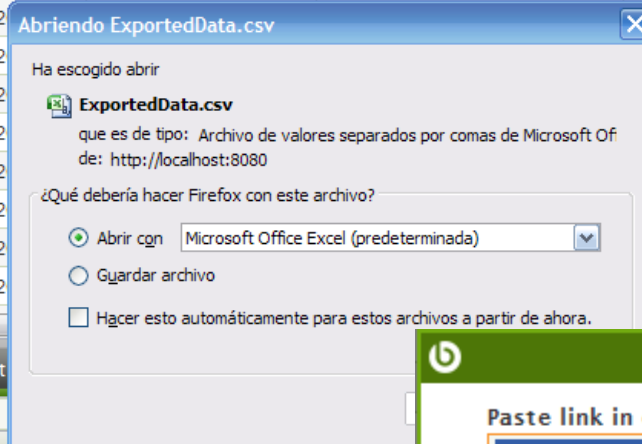 Abriendo ExportedData.csv
Ha escogido abrir
ExportedData.csv
que es de tipo: Archivo de valores separados por comas de Microsoft Of
de: http://localhost:8080
¿Qué debería hacer Firefox con este archivo?
Abrir con Microsoft Office Excel (predeterminada)
Guardar archivo
Hacer esto automáticamente para estos archivos a partir de ahora.
Paste link in